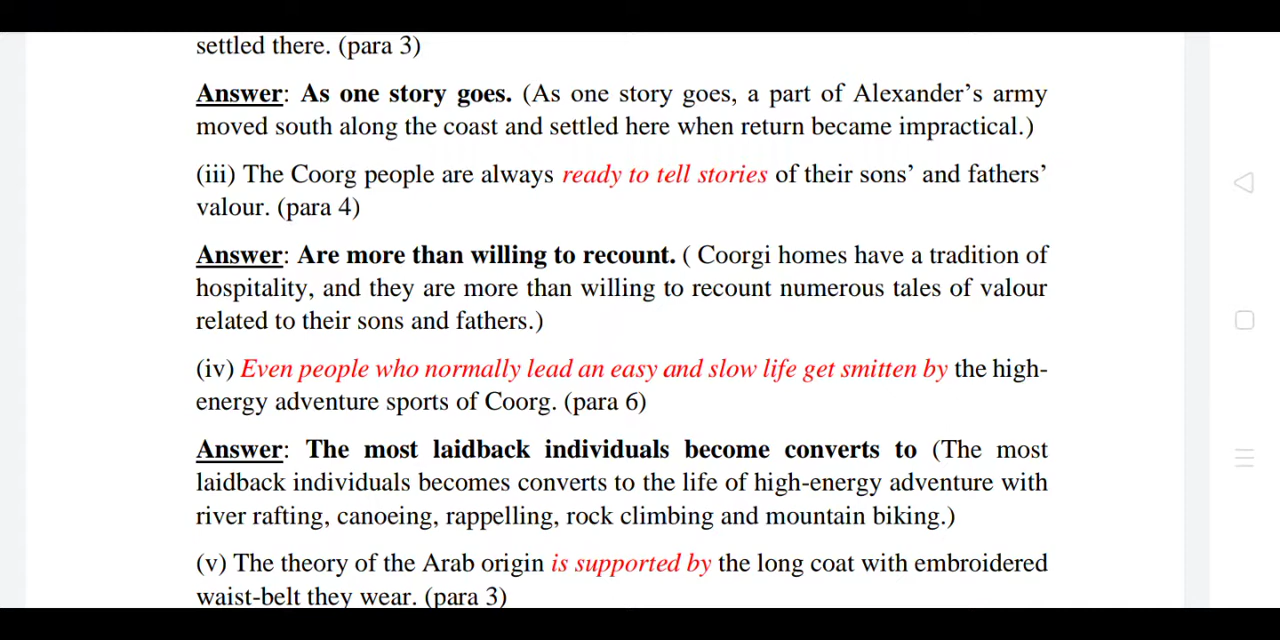 settled there. (para 3)
Answer: As one story goes. (As one story goes, a part of Alexander’s army
moved south along the coast and settled here when return became impractical.)
(iii) The Coorg people are always ready to tell stories of their sons’ and fathers’
valour. (para 4)
Answer: Are more than willing to recount. ( Coorgi homes have a tradition of
hospitality, and they are more than willing to recount numerous tales of valour
related to their sons and fathers.)
(iv) Even people who normally lead an easy and slow life get smitten by the high-
energy adventure sports of Coorg. (para 6)
Answer: The most laidback individuals become converts to (The most
laidback individuals becomes converts to the life of high-energy adventure with
river rafting, canoeing, rappelling, rock climbing and mountain biking.)
(v) The theory of the Arab origin is supported by the long coat with embroidered
waist-belt they wear. (para 3)